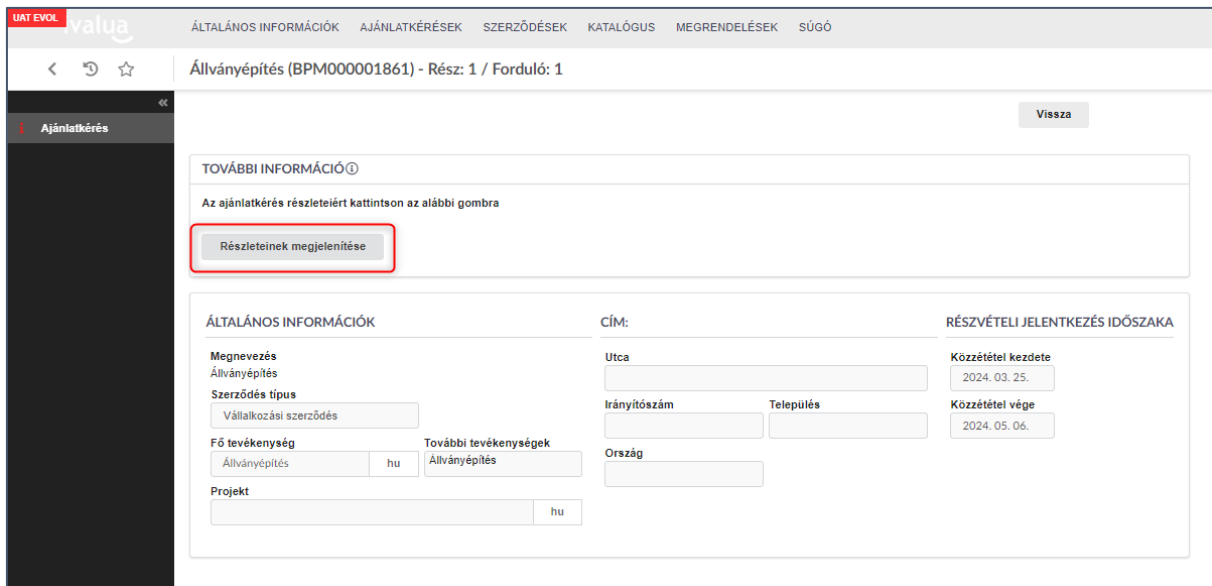 UAT EVOL
ivalua
ÁLTALÁNOS INFORMÁCIÓK AJÁNLATKÉRÉSEK SZERZŐDÉSEK KATALÓGUS MEGRENDELÉSEK SÚGÓ
Állványépítés (BPM000001861) - Rész: 1 / Forduló: 1
Ajánlatkérés
Vissza
TOVÁBBI INFORMÁCIÓ
Az ajánlatkérés részleteiért kattintson az alábbi gombra
Részleteinek megjelenítése
ÁLTALÁNOS INFORMÁCIÓK
Megnevezés
Állványépítés
Szerződés típus
Vállalkozási szerződés
Fő tevékenység További tevékenységek
Állványépítés hu Állványépítés
Projekt
hu
CÍM:
Utca
Irányítószám Település
Ország
RÉSZVÉTELI JELENTKEZÉS IDŐSZAKA
Közzététel kezdete
2024. 03. 25.
Közzététel vége
2024. 05. 06.